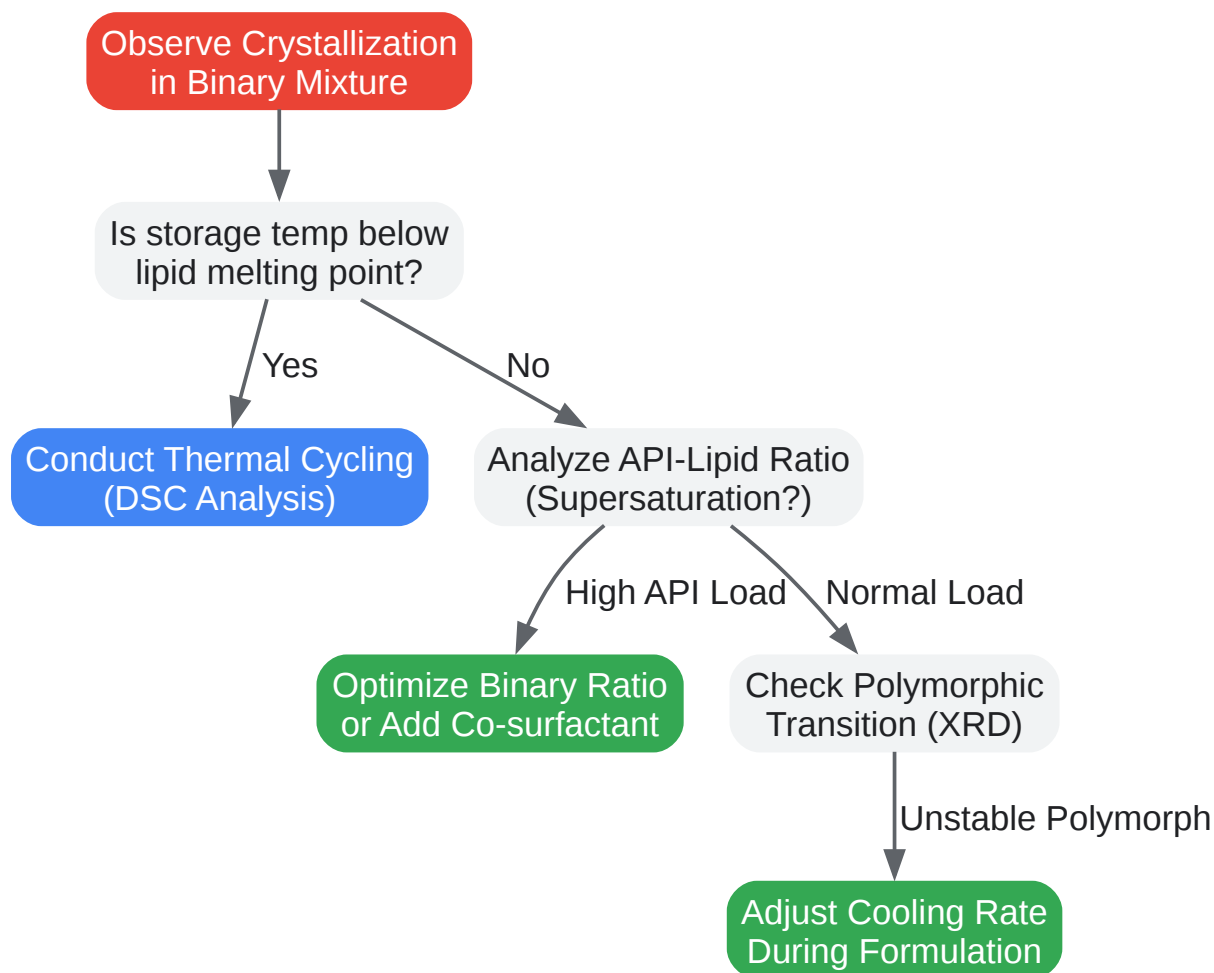 Observe Crystallization
in Binary Mixture
Is storage temp below
lipid melting point?
Yes
No
Conduct Thermal Cycling
(DSC Analysis)
Analyze API-Lipid Ratio
(Supersaturation?)
High API Load
Normal Load
Optimize Binary Ratio
or Add Co-surfactant
Check Polymorphic
Transition (XRD)
Unstable Polymorph
Adjust Cooling Rate
During Formulation